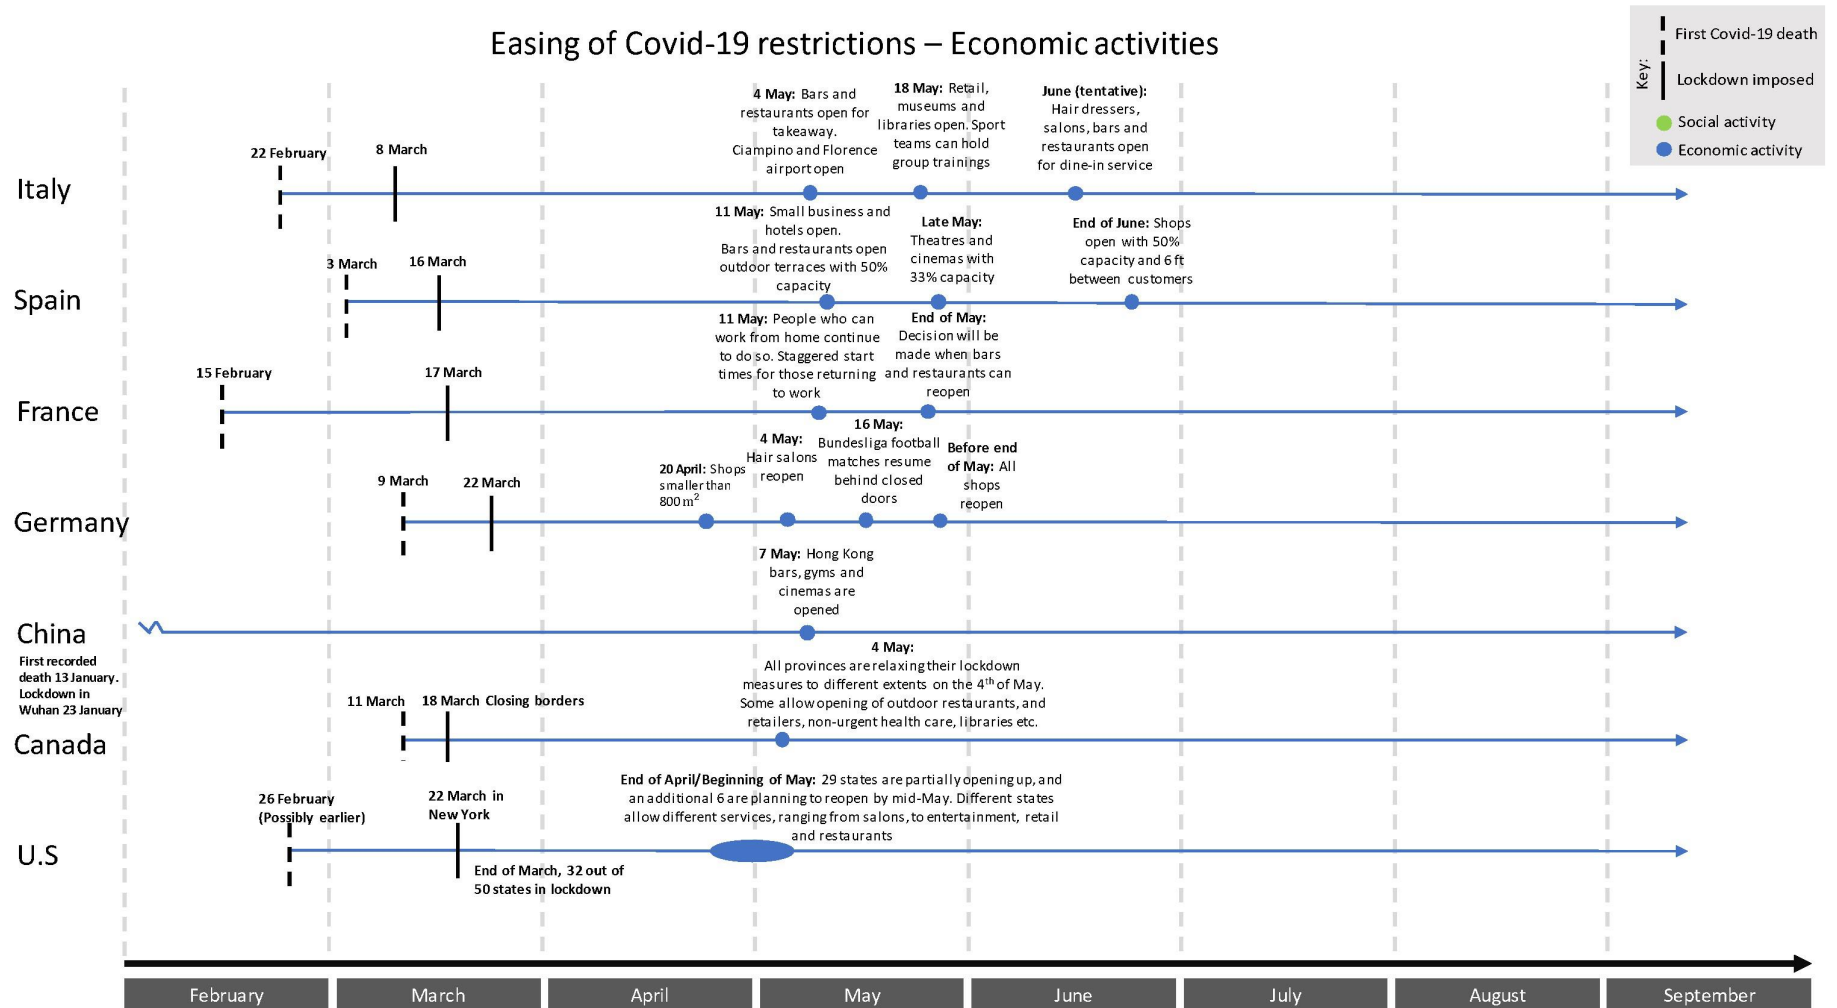 Easing of Covid-19 restrictions – Economic activities
Key:
First Covid-19 death
Lockdown imposed
Social activity
Economic activity
Italy
22 February
8 March
4 May: Bars and
restaurants open for
takeaway.
Ciampino and Florence
airport open
18 May: Retail,
museums and
libraries open. Sport
teams can hold
group trainings
June (tentative):
Hair dressers,
salons, bars and
restaurants open
for dine-in service
Spain
3 March
16 March
11 May: Small business and
hotels open.
Bars and restaurants open
outdoor terraces with 50%
capacity
Late May:
Theatres and
cinemas with
33% capacity
End of June: Shops
open with 50%
capacity and 6 ft
between customers
France
15 February
17 March
11 May: People who can
work from home continue
to do so. Staggered start
times for those returning
to work
End of May:
Decision will be
made when bars
and restaurants can
reopen
Germany
9 March
22 March
20 April: Shops
smaller than
800 m²
4 May:
Hair salons
reopen
16 May:
Bundesliga football
matches resume
behind closed
doors
Before end
of May: All
shops
reopen
China
First recorded
death 13 January.
Lockdown in
Wuhan 23 January
7 May: Hong Kong
bars, gyms and
cinemas are
opened
Canada
11 March
18 March Closing borders
4 May:
All provinces are relaxing their lockdown
measures to different extents on the 4th of May.
Some allow opening of outdoor restaurants, and
retailers, non-urgent health care, libraries etc.
U.S
26 February
(Possibly earlier)
22 March in
New York
End of March, 32 out of
50 states in lockdown
End of April/Beginning of May: 29 states are partially opening up, and
an additional 6 are planning to reopen by mid-May. Different states
allow different services, ranging from salons, to entertainment, retail
and restaurants
February
March
April
May
June
July
August
September